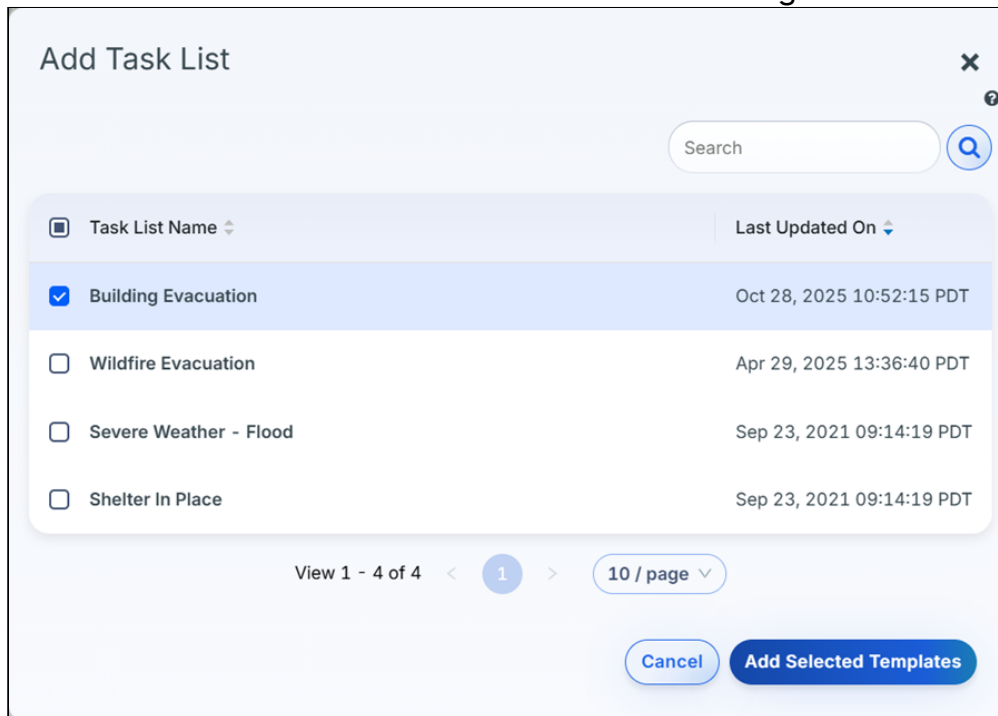 Add Task List
Search
Task List Name
Last Updated On
Building Evacuation
Oct 28, 2025 10:52:15 PDT
Wildfire Evacuation
Apr 29, 2025 13:36:40 PDT
Severe Weather - Flood
Sep 23, 2021 09:14:19 PDT
Shelter In Place
Sep 23, 2021 09:14:19 PDT
View 1 - 4 of 4 < 1 > 10 / page
Cancel
Add Selected Templates